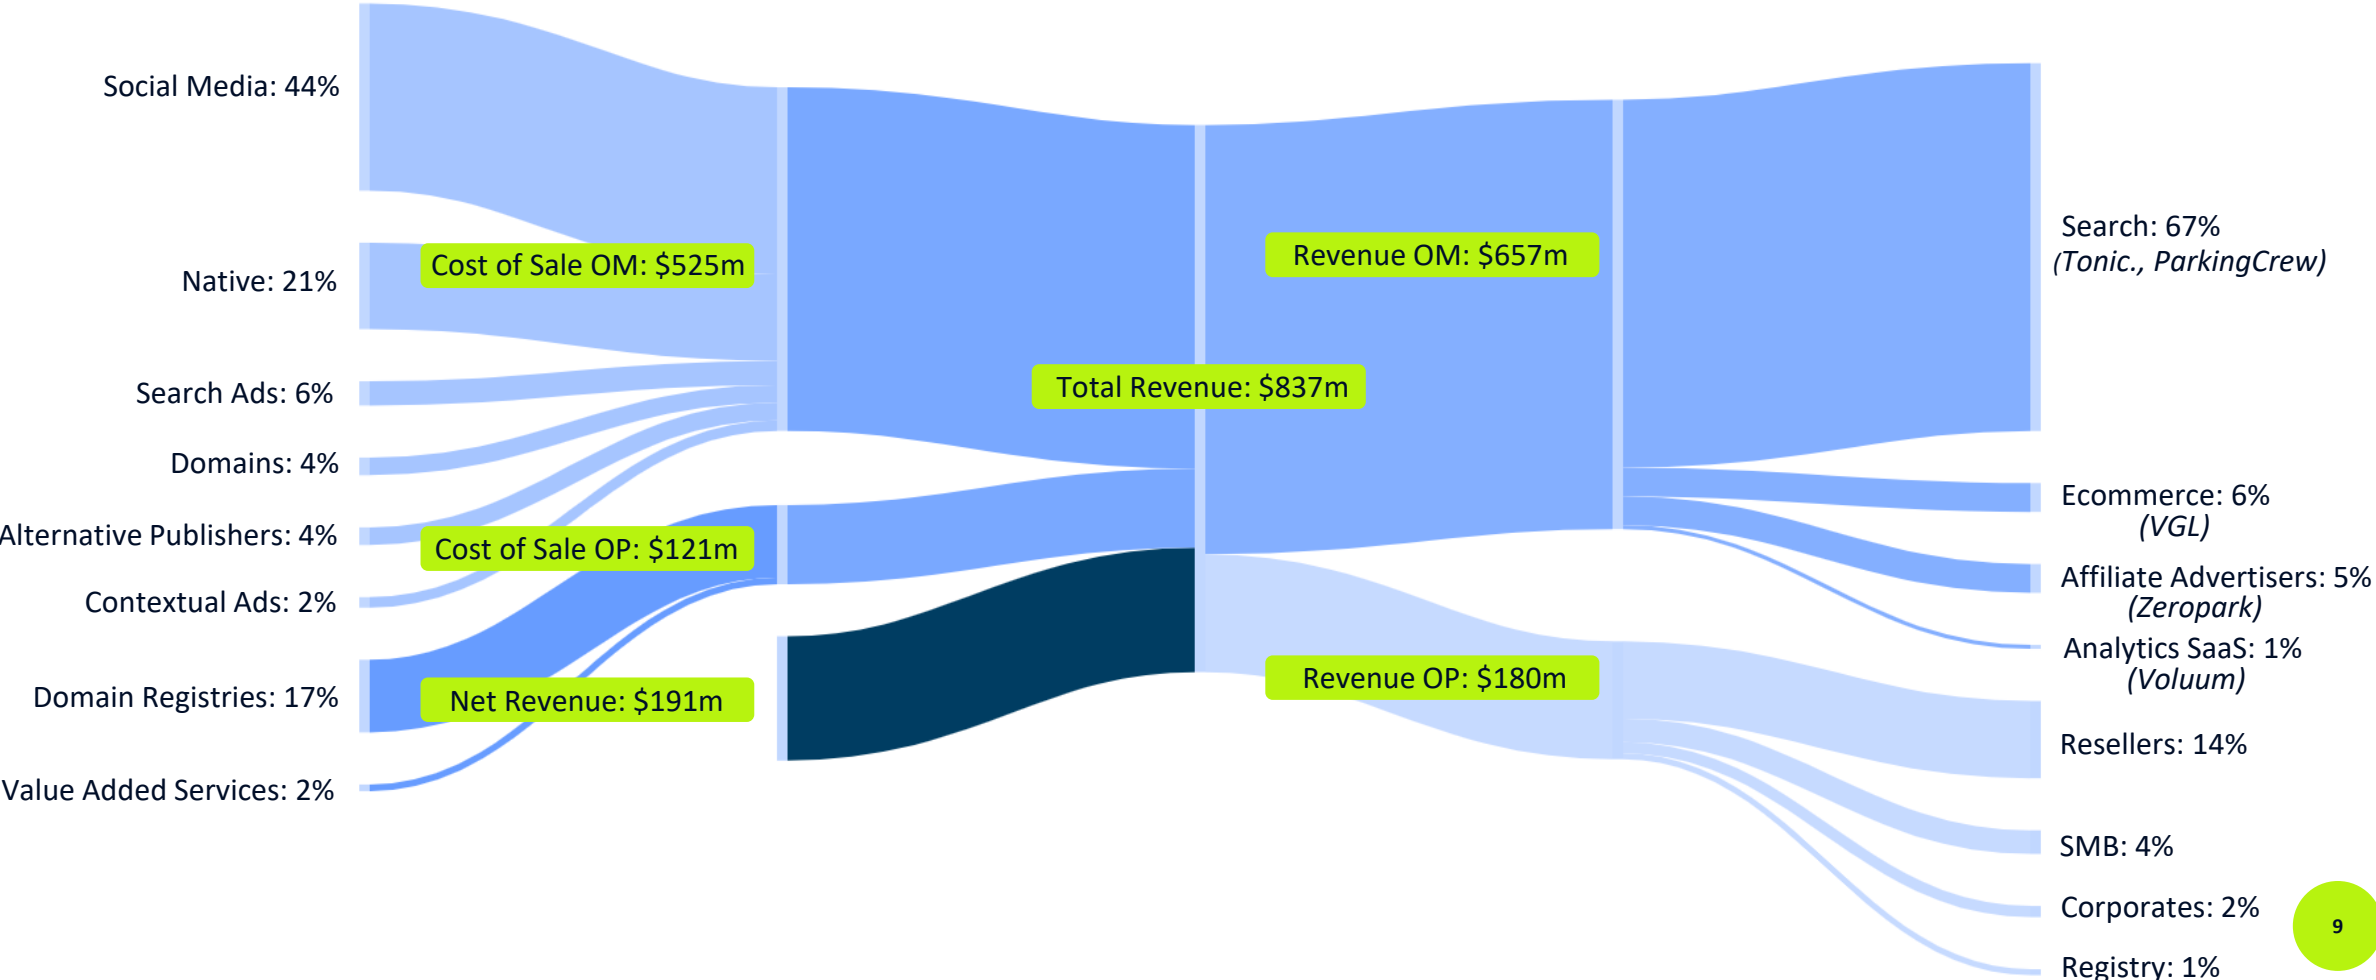 Social Media: 44%
Native: 21%
Search Ads: 6%
Domains: 4%
Alternative Publishers: 4%
Contextual Ads: 2%
Domain Registries: 17%
Value Added Services: 2%
Cost of Sale OM: $525m
Cost of Sale OP: $121m
Net Revenue: $191m
Total Revenue: $837m
Revenue OM: $657m
Revenue OP: $180m
Search: 67%
(Tonic., ParkingCrew)
Ecommerce: 6%
(VGL)
Affiliate Advertisers: 5%
(Zeropark)
Analytics SaaS: 1%
(Voluum)
Resellers: 14%
SMB: 4%
Corporates: 2%
Registry: 1%
9